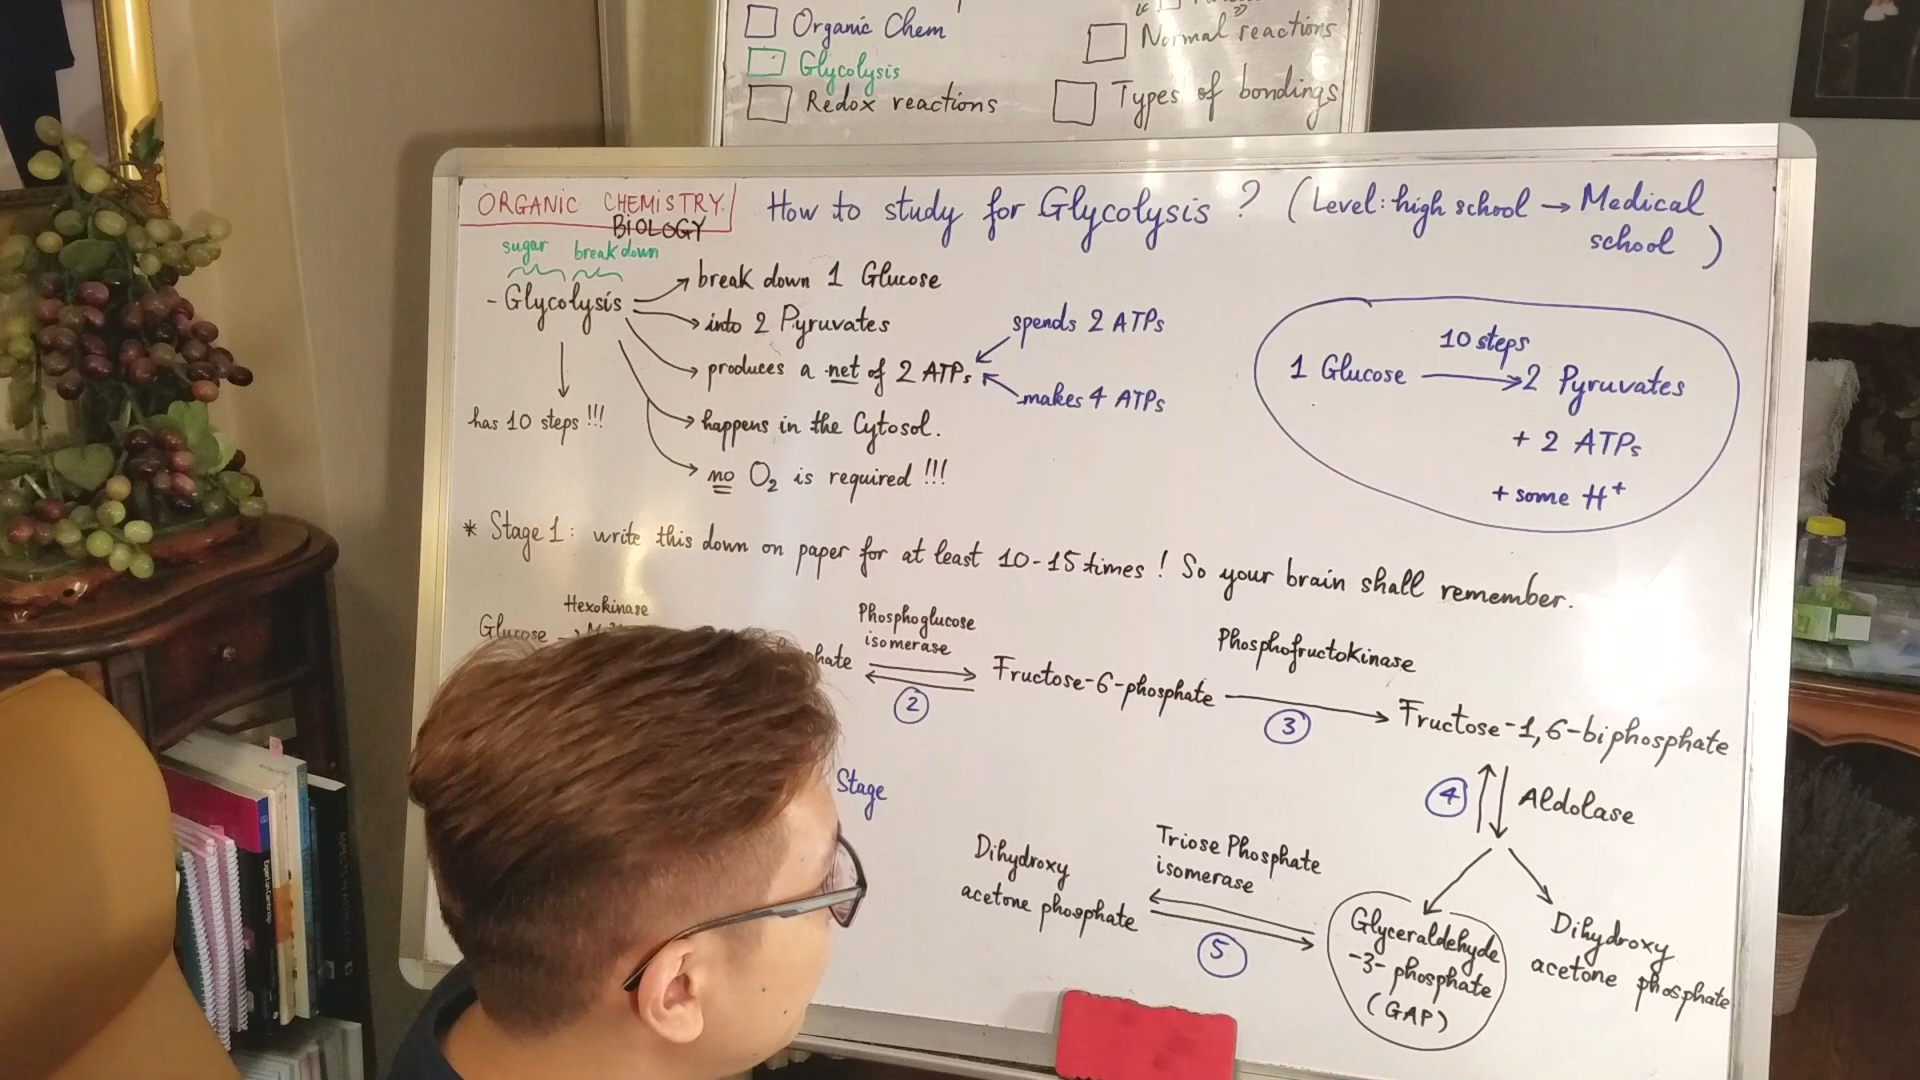 Organic Chem
Normal reactions
Glycolysis
Redox reactions
Types of bondings
ORGANIC CHEMISTRY
BIOLOGY
How to study for Glycolysis ? (Level: high school → Medical
school )
sugar break down
- Glycolysis
has 10 steps !!!
break down 1 Glucose
into 2 Pyruvates
produces a net of 2 ATPs
spends 2 ATPs
makes 4 ATPs
happens in the Cytosol.
no O2 is required !!!
10 steps
1 Glucose → 2 Pyruvates
+ 2 ATPs
+ some H+
* Stage 1: write this down on paper for at least 10-15 times ! So your brain shall remember.
Hexokinase
Glucose →
phate
Phosphoglucose
isomerase
2
Fructose-6-phosphate
Phosphofructokinase
3
Fructose-1,6-biphosphate
4
Aldolase
Stage
Dihydroxy
acetone phosphate
Triose Phosphate
isomerase
5
Glyceraldehyde
-3-phosphate
(GAP)
Dihydroxy
acetone phosphate